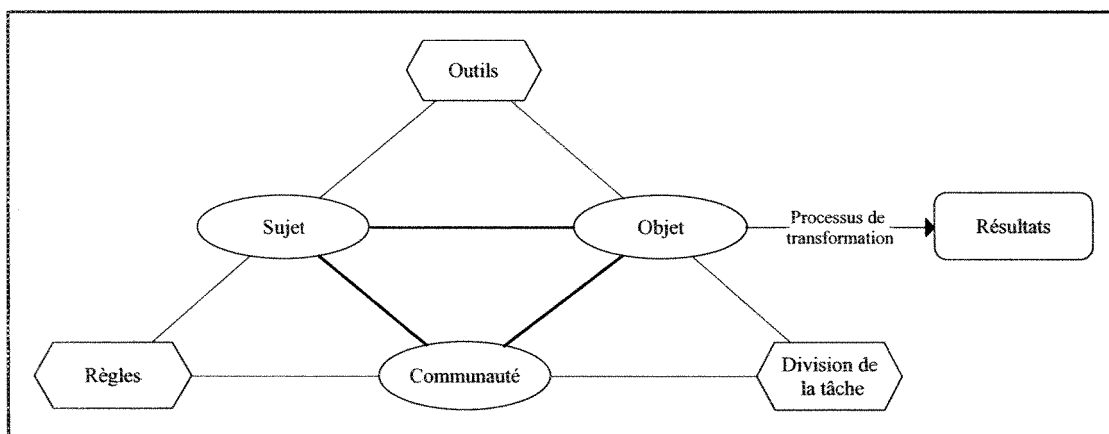 Outils
Sujet
Objet
Processus de
transformation
Résultats
Règles
Communauté
Division de
la tâche